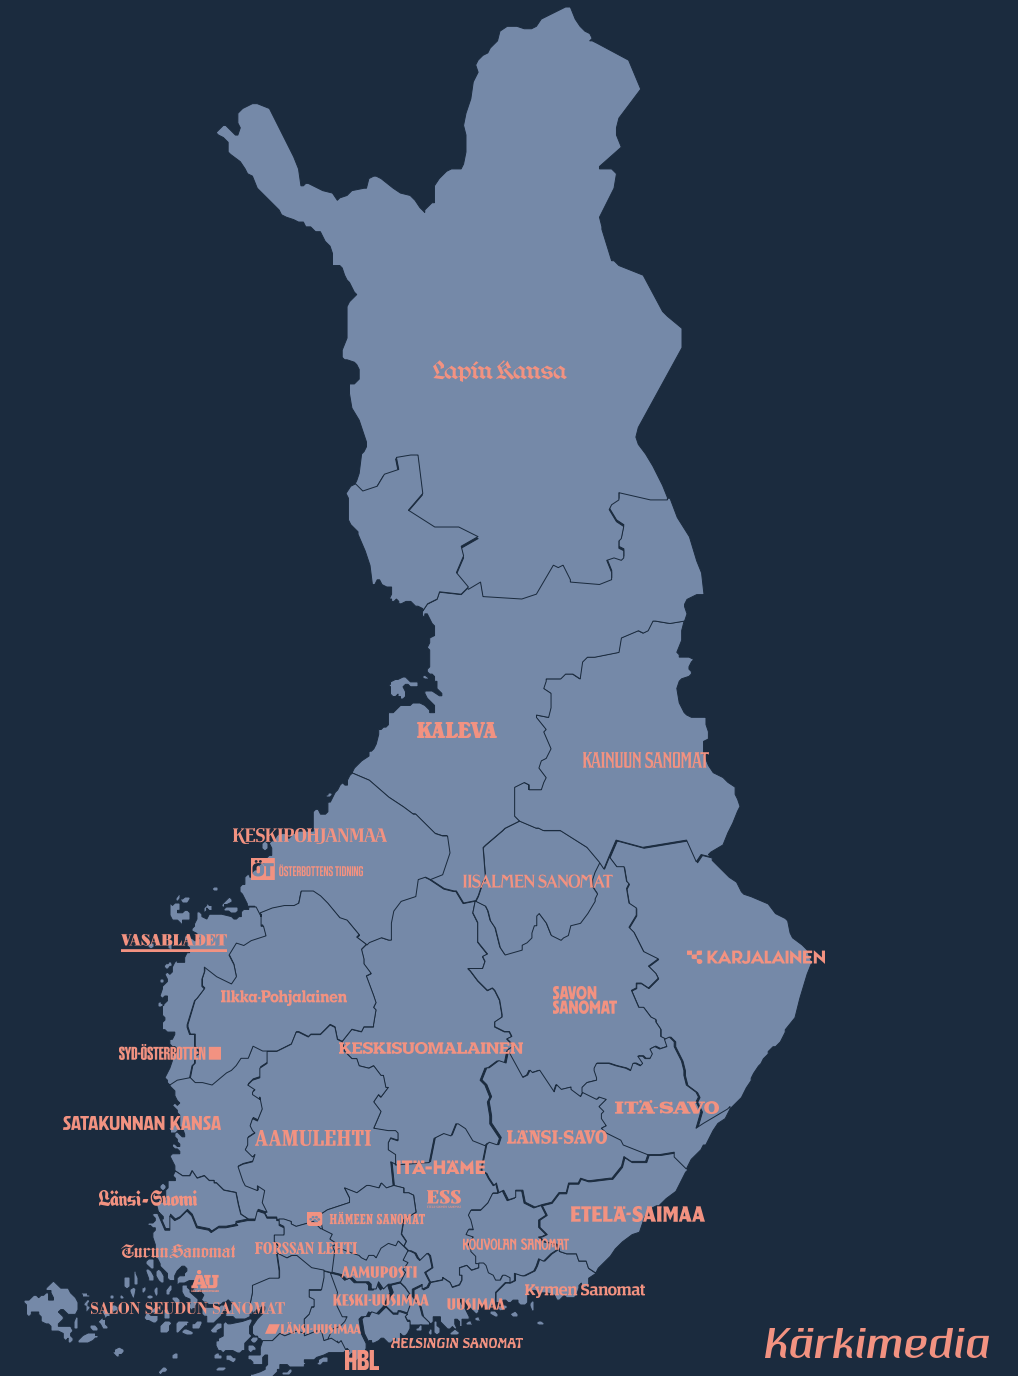 Lapin Kansa
KALEVA
KAINUUN SANOMAT
KESKIPOHJANMAA
ÖT ÖSTERBOTTENS TIDNING
IISALMEN SANOMAT
VASABLADET
KARJALAINEN
Ilkka-Pohjalainen
SAVON
SANOMAT
SYD-ÖSTERBOTTEN
KESKISUOMALAINEN
ITÄ-SAVO
SATAKUNNAN KANSA
AAMULEHTI
LÄNSI-SAVO
ITÄ-HÄME
Länsi-Suomi
ESS
HÄMEEN SANOMAT
ETELÄ-SAIMAA
Turun Sanomat
FORSSAN LEHTI
KOUVOLAN SANOMAT
ÅU
AAMUPOSTI
Kymen Sanomat
SALON SEUDUN SANOMAT
KESKI-UUSIMAA
UUSIMAA
LÄNSI-UUSIMAA
HELSINGIN SANOMAT
HBL
Kärkimedia